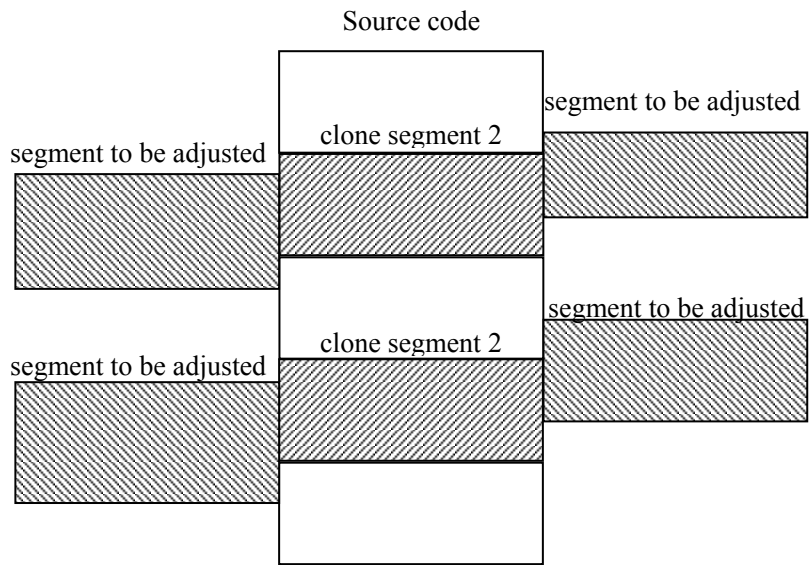 Source code
segment to be adjusted
clone segment 2
segment to be adjusted
segment to be adjusted
clone segment 2
segment to be adjusted